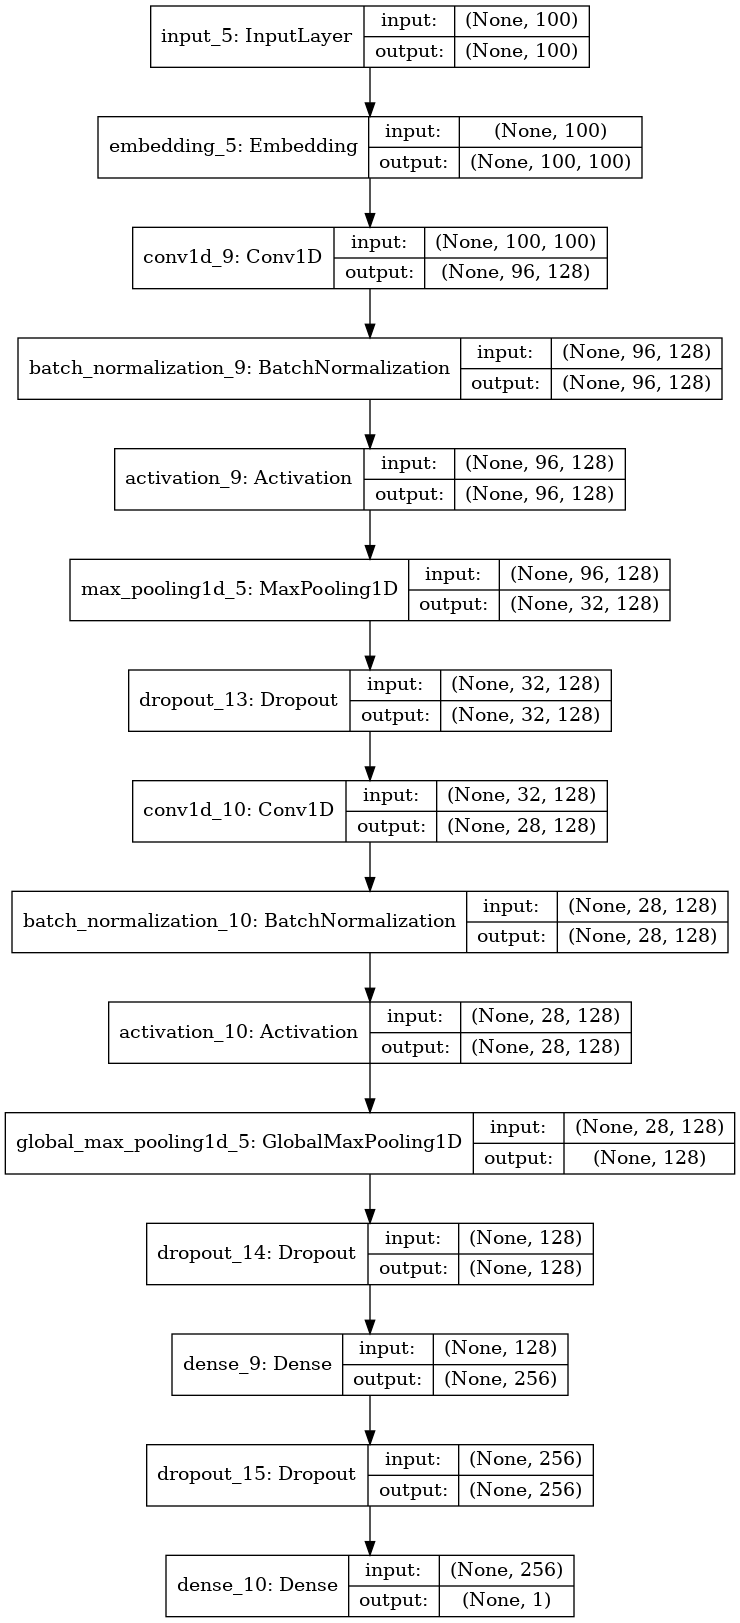 input_5: InputLayer
input: (None, 100)
output: (None, 100)
embedding_5: Embedding
input: (None, 100)
output: (None, 100, 100)
conv1d_9: Conv1D
input: (None, 100, 100)
output: (None, 96, 128)
batch_normalization_9: BatchNormalization
input: (None, 96, 128)
output: (None, 96, 128)
activation_9: Activation
input: (None, 96, 128)
output: (None, 96, 128)
max_pooling1d_5: MaxPooling1D
input: (None, 96, 128)
output: (None, 32, 128)
dropout_13: Dropout
input: (None, 32, 128)
output: (None, 32, 128)
conv1d_10: Conv1D
input: (None, 32, 128)
output: (None, 28, 128)
batch_normalization_10: BatchNormalization
input: (None, 28, 128)
output: (None, 28, 128)
activation_10: Activation
input: (None, 28, 128)
output: (None, 28, 128)
global_max_pooling1d_5: GlobalMaxPooling1D
input: (None, 28, 128)
output: (None, 128)
dropout_14: Dropout
input: (None, 128)
output: (None, 128)
dense_9: Dense
input: (None, 128)
output: (None, 256)
dropout_15: Dropout
input: (None, 256)
output: (None, 256)
dense_10: Dense
input: (None, 256)
output: (None, 1)